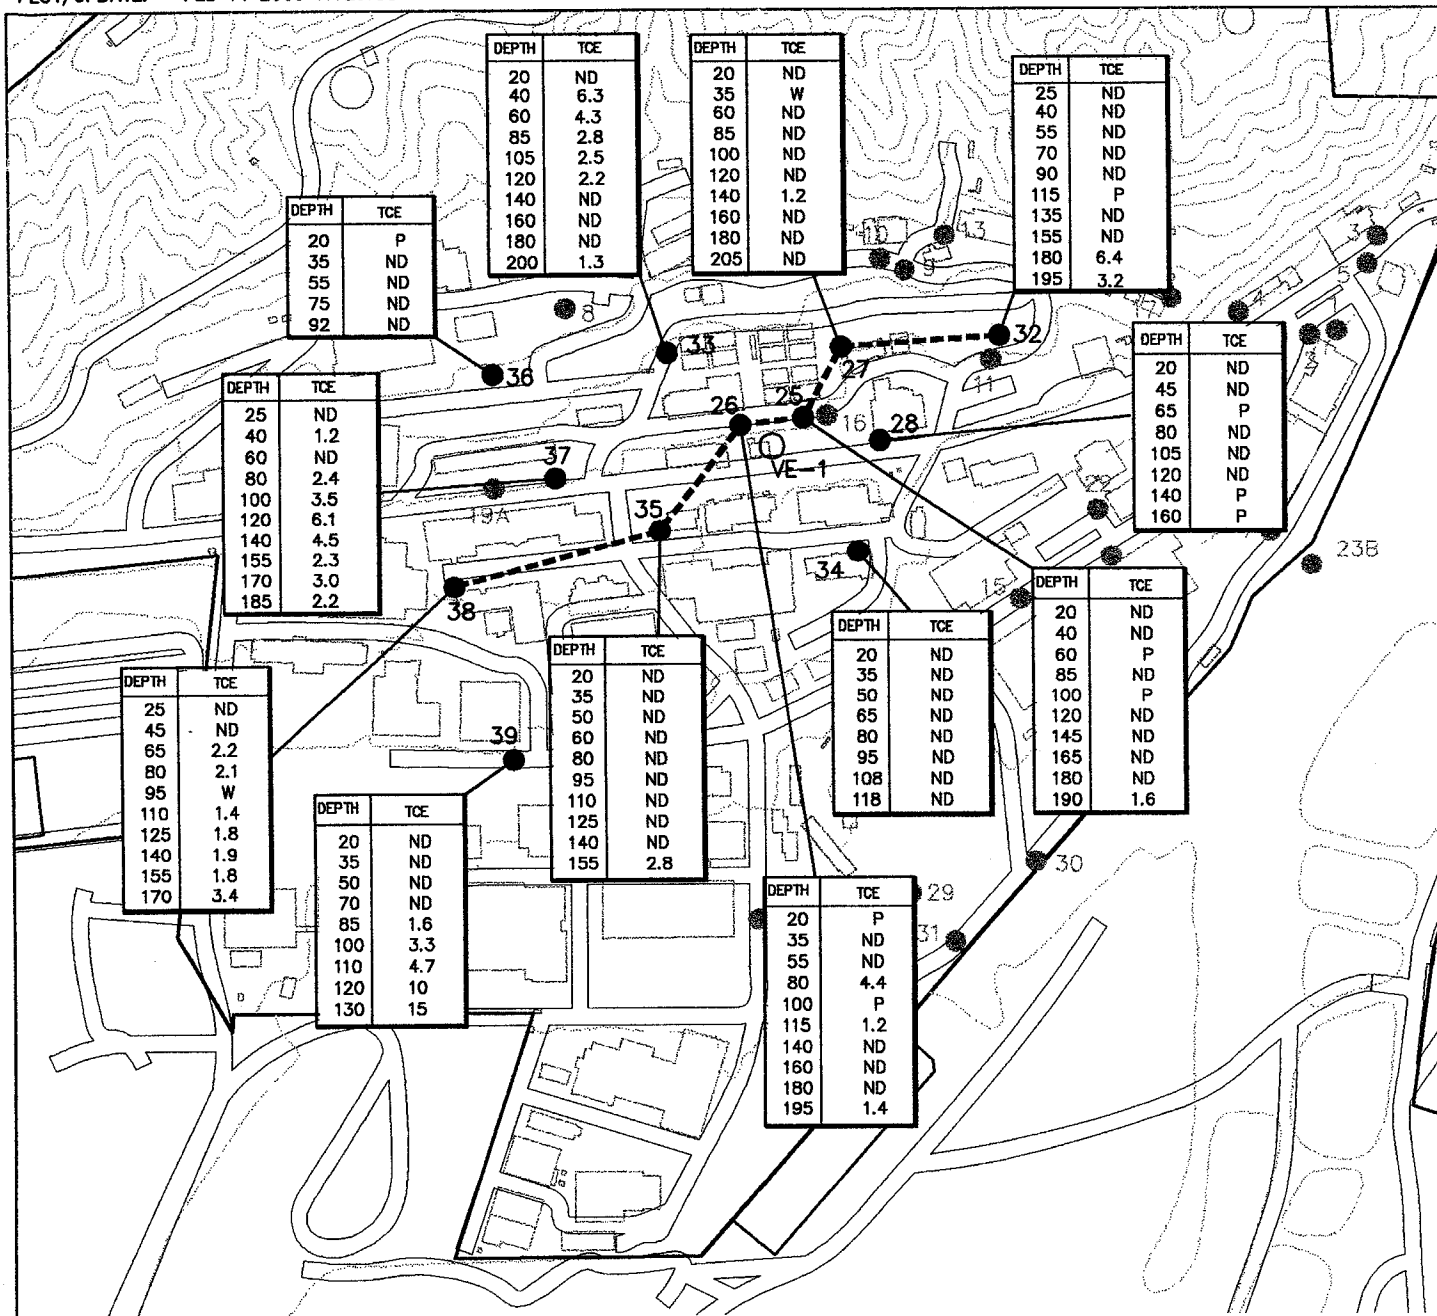 DEPTH TCE
20 ND
40 6.3
60 4.3
85 2.8
105 2.5
120 2.2
140 ND
160 ND
180 ND
200 1.3
DEPTH TCE
20 ND
35 W
60 ND
85 ND
100 ND
120 ND
140 1.2
160 ND
180 ND
205 ND
DEPTH TCE
25 ND
40 ND
55 ND
70 ND
90 ND
115 P
135 ND
155 ND
180 6.4
195 3.2
DEPTH TCE
20 P
35 ND
55 ND
75 ND
92 ND
10
9
13
3
5
4
8
33
27
32
11
36
DEPTH TCE
20 ND
45 ND
65 P
80 ND
105 ND
120 ND
140 P
160 P
DEPTH TCE
25 ND
40 1.2
60 ND
80 2.4
100 3.5
120 6.1
140 4.5
155 2.3
170 3.0
185 2.2
26
25
16
28
VE-1
37
19A
35
22
34
23B
15
38
DEPTH TCE
20 ND
40 ND
60 P
85 ND
100 P
120 ND
145 ND
165 ND
180 ND
190 1.6
DEPTH TCE
20 ND
35 ND
50 ND
65 ND
80 ND
95 ND
108 ND
118 ND
DEPTH TCE
20 ND
35 ND
50 ND
60 ND
80 ND
95 ND
110 ND
125 ND
140 ND
155 2.8
DEPTH TCE
25 ND
45 ND
65 2.2
80 2.1
95 W
110 1.4
125 1.8
140 1.9
155 1.8
170 3.4
39
DEPTH TCE
20 ND
35 ND
50 ND
70 ND
85 1.6
100 3.3
110 4.7
120 10
130 15
30
29
31
DEPTH TCE
20 P
35 ND
55 ND
80 4.4
100 P
115 1.2
140 ND
160 ND
180 ND
195 1.4